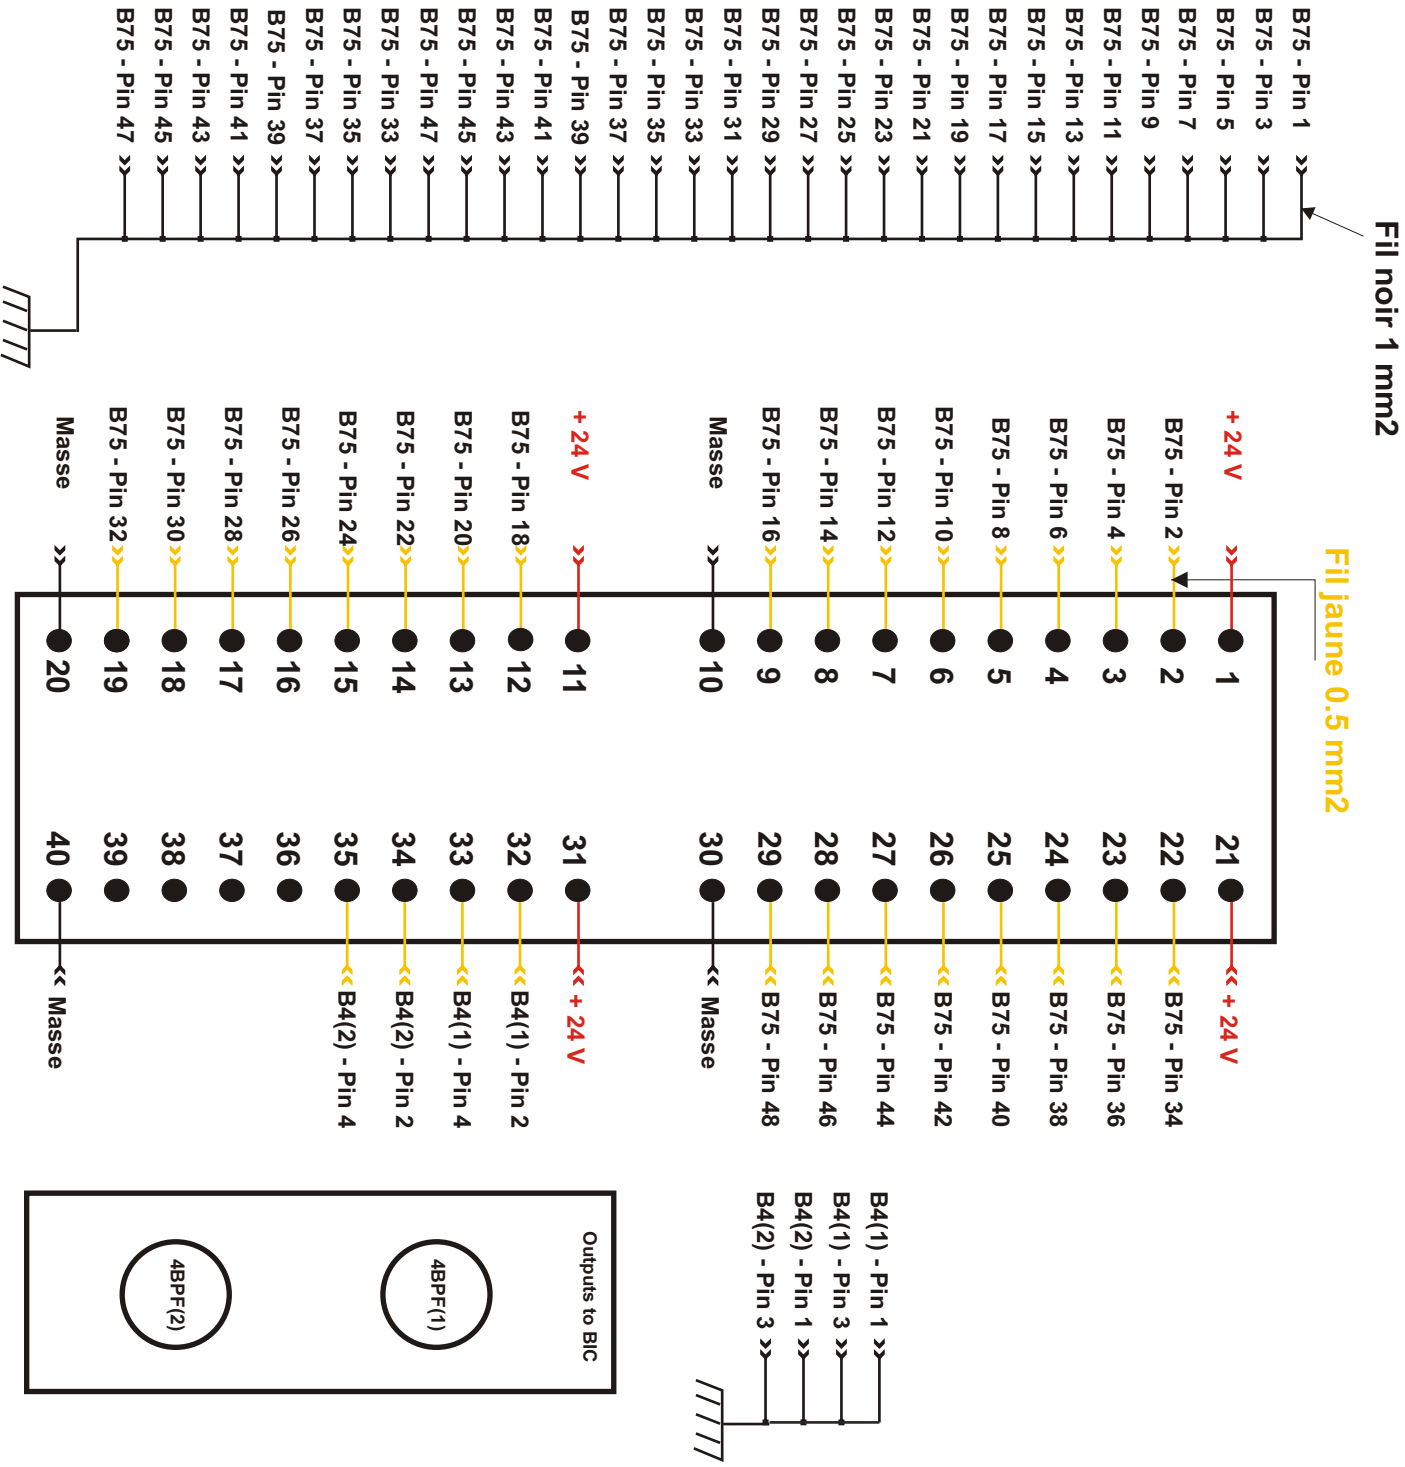 Fil noir 1 mm2
B75 - Pin 1
B75 - Pin 3
B75 - Pin 5
B75 - Pin 7
B75 - Pin 9
B75 - Pin 11
B75 - Pin 13
B75 - Pin 15
B75 - Pin 17
B75 - Pin 19
B75 - Pin 21
B75 - Pin 23
B75 - Pin 25
B75 - Pin 27
B75 - Pin 29
B75 - Pin 31
B75 - Pin 33
B75 - Pin 35
B75 - Pin 37
B75 - Pin 39
B75 - Pin 41
B75 - Pin 43
B75 - Pin 45
B75 - Pin 47
B75 - Pin 33
B75 - Pin 35
B75 - Pin 37
B75 - Pin 39
B75 - Pin 41
B75 - Pin 43
B75 - Pin 45
B75 - Pin 47
Fil jaune 0.5 mm2
+ 24 V 1 21 + 24 V
B75 - Pin 2 2 22 B75 - Pin 34
B75 - Pin 4 3 23 B75 - Pin 36
B75 - Pin 6 4 24 B75 - Pin 38
B75 - Pin 8 5 25 B75 - Pin 40
B75 - Pin 10 6 26 B75 - Pin 42
B75 - Pin 12 7 27 B75 - Pin 44
B75 - Pin 14 8 28 B75 - Pin 46
B75 - Pin 16 9 29 B75 - Pin 48
Masse 10 30 Masse
+ 24 V 11 31 + 24 V
B75 - Pin 18 12 32 B4(1) - Pin 2
B75 - Pin 20 13 33 B4(1) - Pin 4
B75 - Pin 22 14 34 B4(2) - Pin 2
B75 - Pin 24 15 35 B4(2) - Pin 4
B75 - Pin 26 16 36
B75 - Pin 28 17 37
B75 - Pin 30 18 38
B75 - Pin 32 19 39
Masse 20 40 Masse
B4(1) - Pin 1
B4(1) - Pin 3
B4(2) - Pin 1
B4(2) - Pin 3
Outputs to BIC
4BPF(1)
4BPF(2)